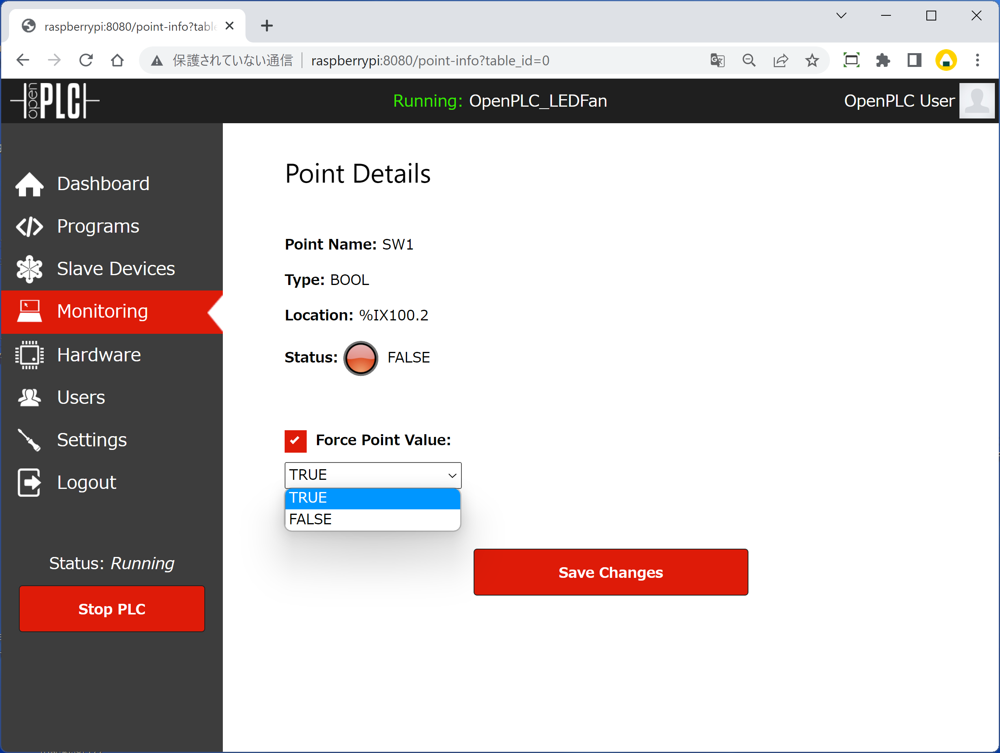 raspberrypi:8080/point-info?tabl
保護されていない通信 raspberrypi:8080/point-info?table_id=0
open PLC
Running: OpenPLC_LEDFan
OpenPLC User
Dashboard
Programs
Slave Devices
Monitoring
Hardware
Users
Settings
Logout
Status: Running
Stop PLC
Point Details
Point Name: SW1
Type: BOOL
Location: %IX100.2
Status: FALSE
Force Point Value:
TRUE
TRUE
FALSE
Save Changes